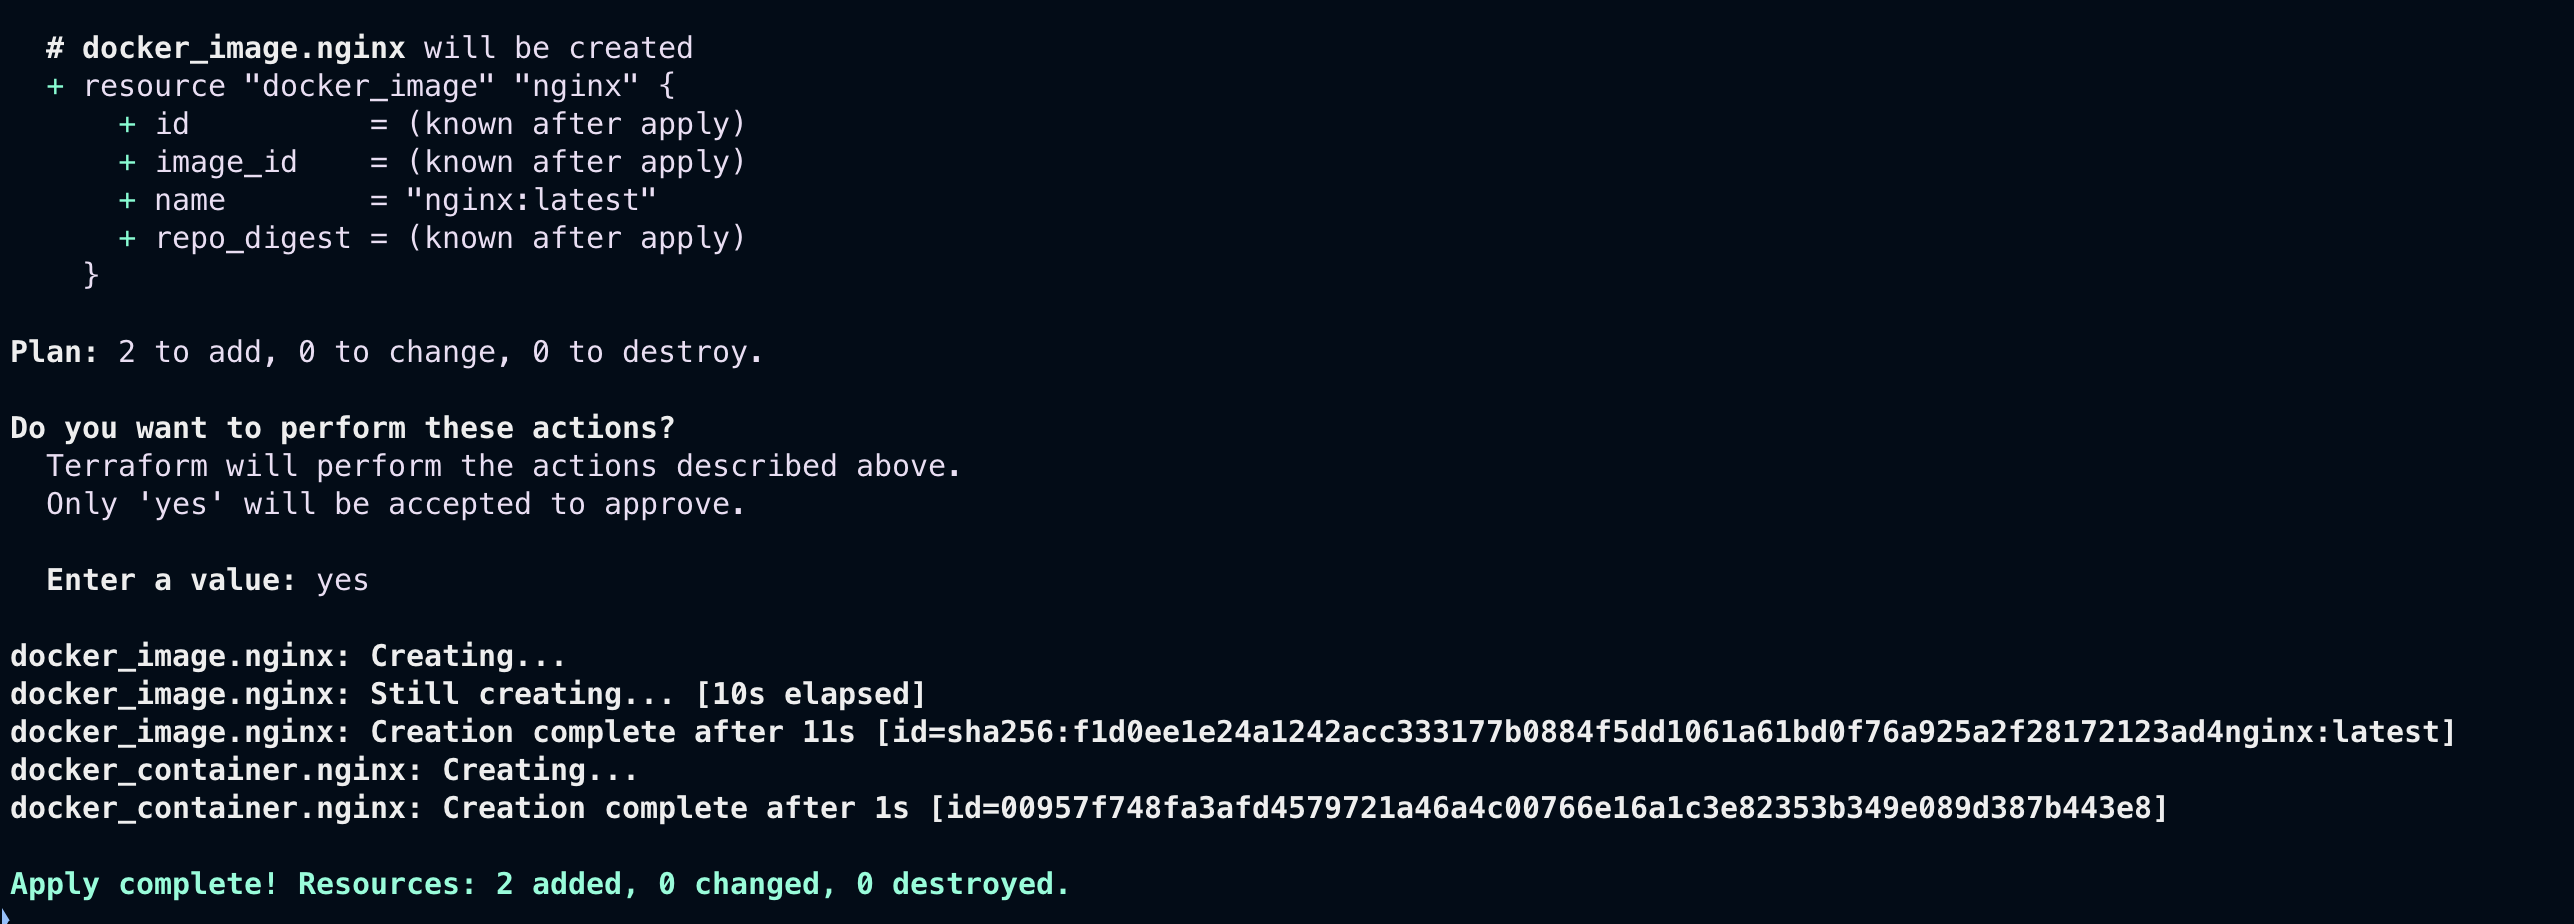 # docker_image.nginx will be created
+ resource "docker_image" "nginx" {
+ id = (known after apply)
+ image_id = (known after apply)
+ name = "nginx:latest"
+ repo_digest = (known after apply)
}
Plan: 2 to add, 0 to change, 0 to destroy.
Do you want to perform these actions?
Terraform will perform the actions described above.
Only 'yes' will be accepted to approve.
Enter a value: yes
docker_image.nginx: Creating...
docker_image.nginx: Still creating... [10s elapsed]
docker_image.nginx: Creation complete after 11s [id=sha256:f1d0ee1e24a1242acc333177b0884f5dd1061a61bd0f76a925a2f28172123ad4nginx:latest]
docker_container.nginx: Creating...
docker_container.nginx: Creation complete after 1s [id=00957f748fa3afd4579721a46a4c00766e16a1c3e82353b349e089d387b443e8]
Apply complete! Resources: 2 added, 0 changed, 0 destroyed.